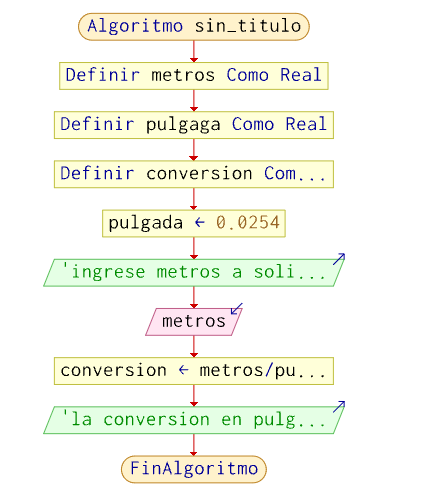 Algoritmo sin_titulo
Definir metros Como Real
Definir pulgaga Como Real
Definir conversion Com...
pulgada ← 0.0254
'ingrese metros a soli...
metros
conversion ← metros/pu...
'la conversion en pulg...
FinAlgoritmo